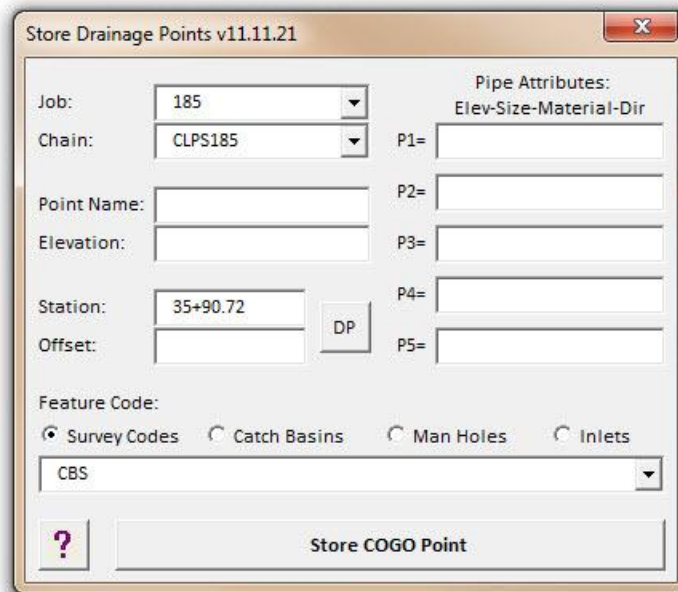 Store Drainage Points v11.11.21
X
Job: 185
Chain: CLPS185
Point Name:
Elevation:
Station: 35+90.72
Offset:
DP
Pipe Attributes:
Elev-Size-Material-Dir
P1=
P2=
P3=
P4=
P5=
Feature Code:
Survey Codes Catch Basins Man Holes Inlets
CBS
? Store COGO Point